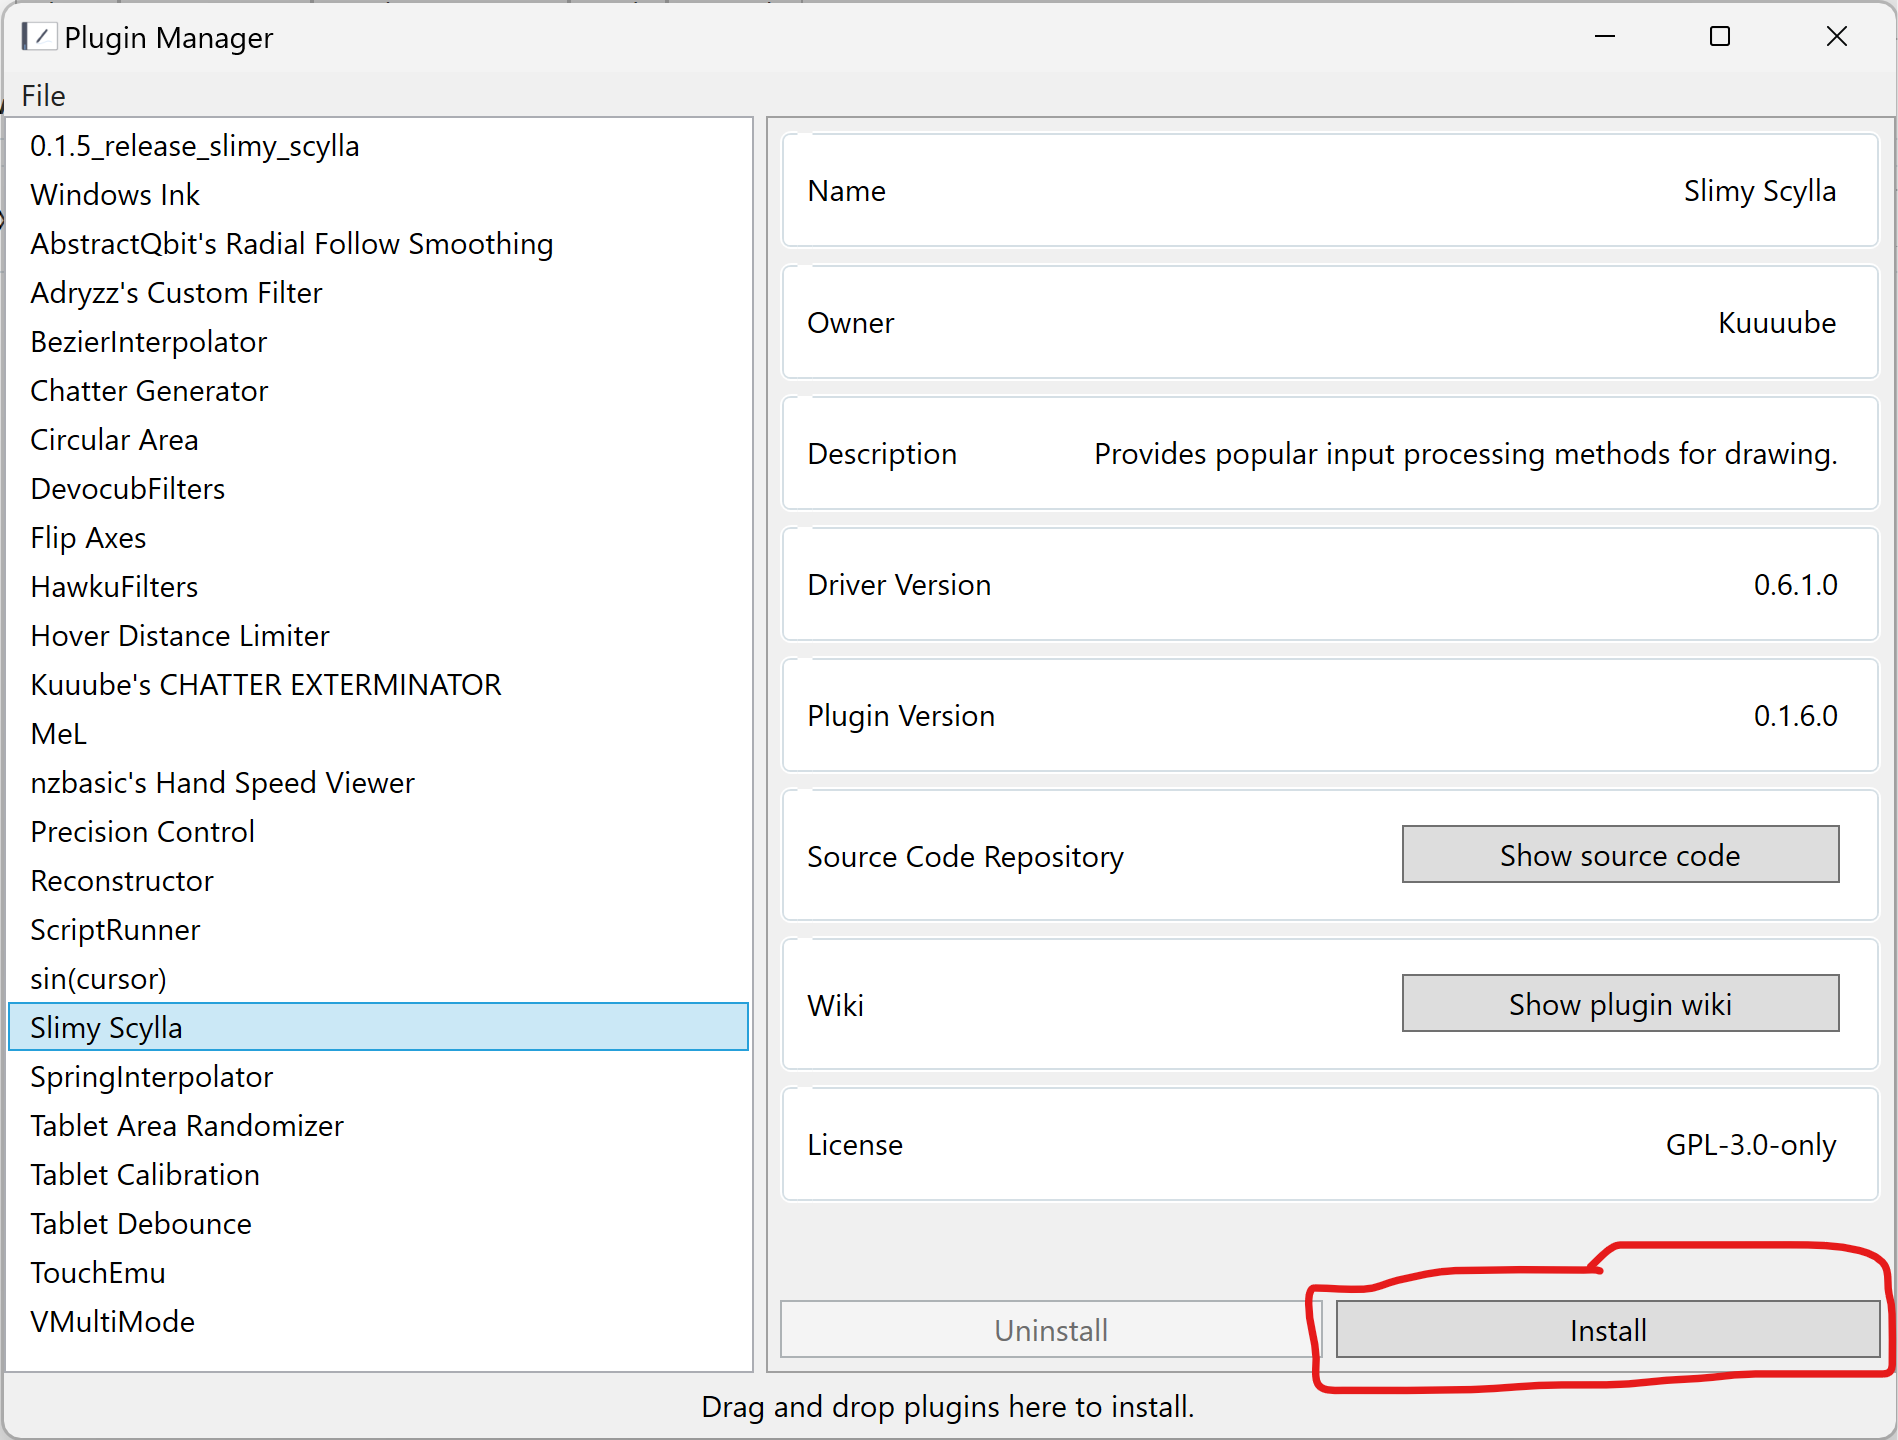 Plugin Manager
File
0.1.5_release_slimy_scylla
Windows Ink
AbstractQbit's Radial Follow Smoothing
Adryzz's Custom Filter
BezierInterpolator
Chatter Generator
Circular Area
DevocubFilters
Flip Axes
HawkuFilters
Hover Distance Limiter
Kuuube's CHATTER EXTERMINATOR
MeL
nzbasic's Hand Speed Viewer
Precision Control
Reconstructor
ScriptRunner
sin(cursor)
Slimy Scylla
SpringInterpolator
Tablet Area Randomizer
Tablet Calibration
Tablet Debounce
TouchEmu
VMultiMode
Name Slimy Scylla
Owner Kuuuube
Description Provides popular input processing methods for drawing.
Driver Version 0.6.1.0
Plugin Version 0.1.6.0
Source Code Repository Show source code
Wiki Show plugin wiki
License GPL-3.0-only
Uninstall Install
Drag and drop plugins here to install.